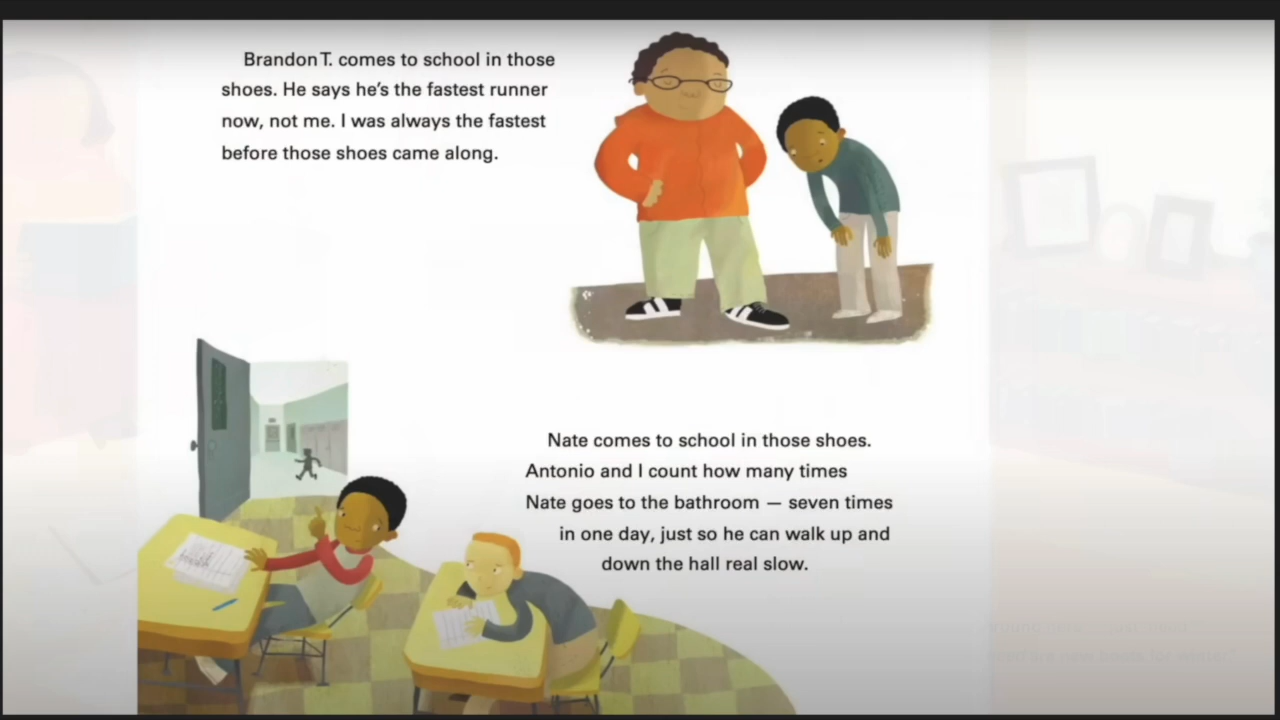 Brandon T. comes to school in those
shoes. He says he's the fastest runner
now, not me. I was always the fastest
before those shoes came along.
Nate comes to school in those shoes.
Antonio and I count how many times
Nate goes to the bathroom — seven times
in one day, just so he can walk up and
down the hall real slow.